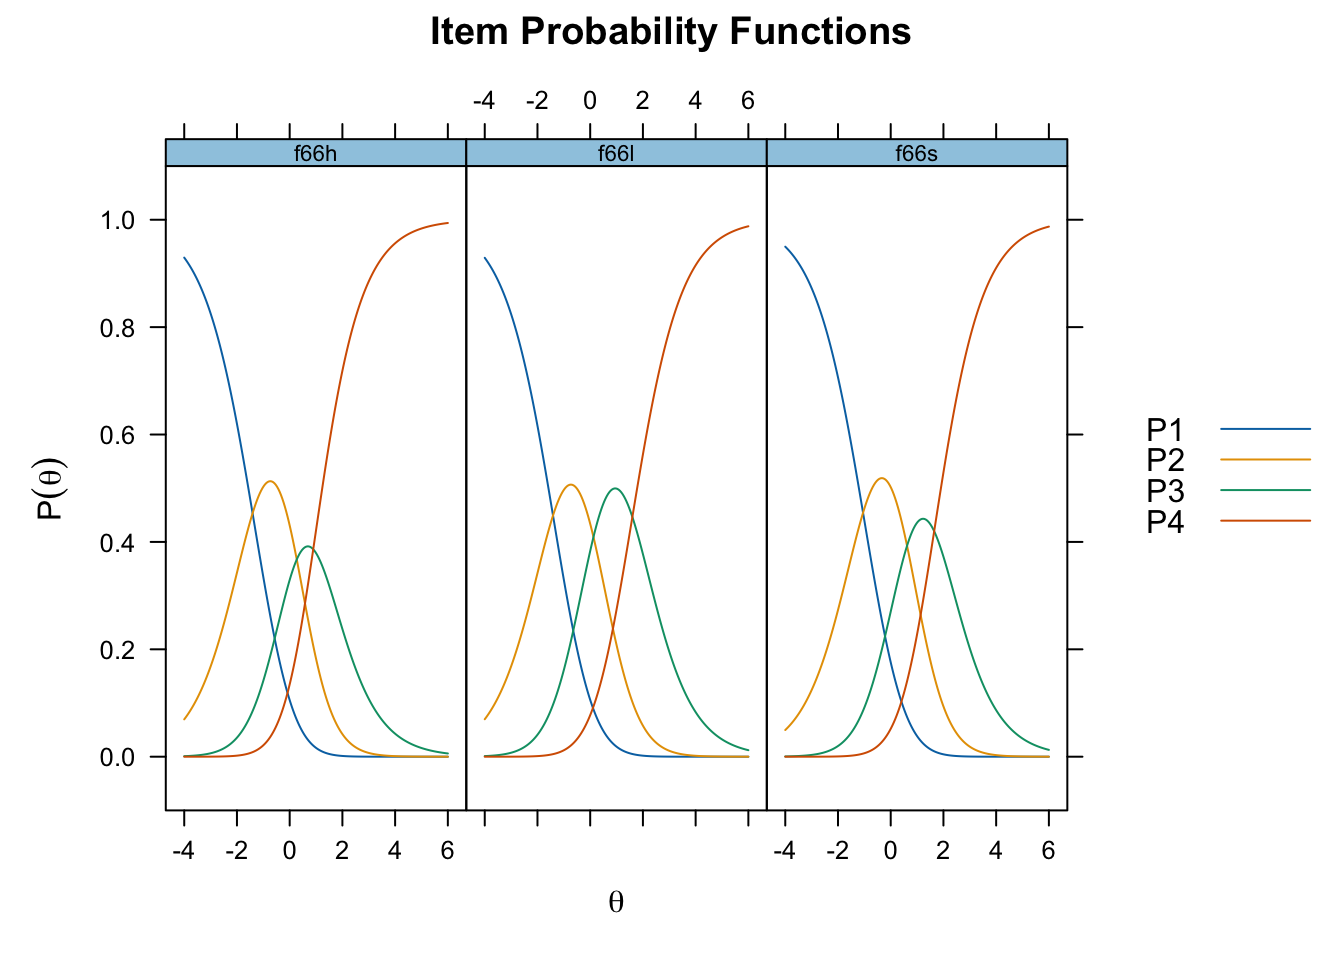 Item Probability Functions
-4 -2 0 2 4 6
f66h f66l f66s
1.0
0.8
0.6
0.4
0.2
0.0
P(θ)
P1
P2
P3
P4
-4 -2 0 2 4 6 -4 -2 0 2 4 6
θ